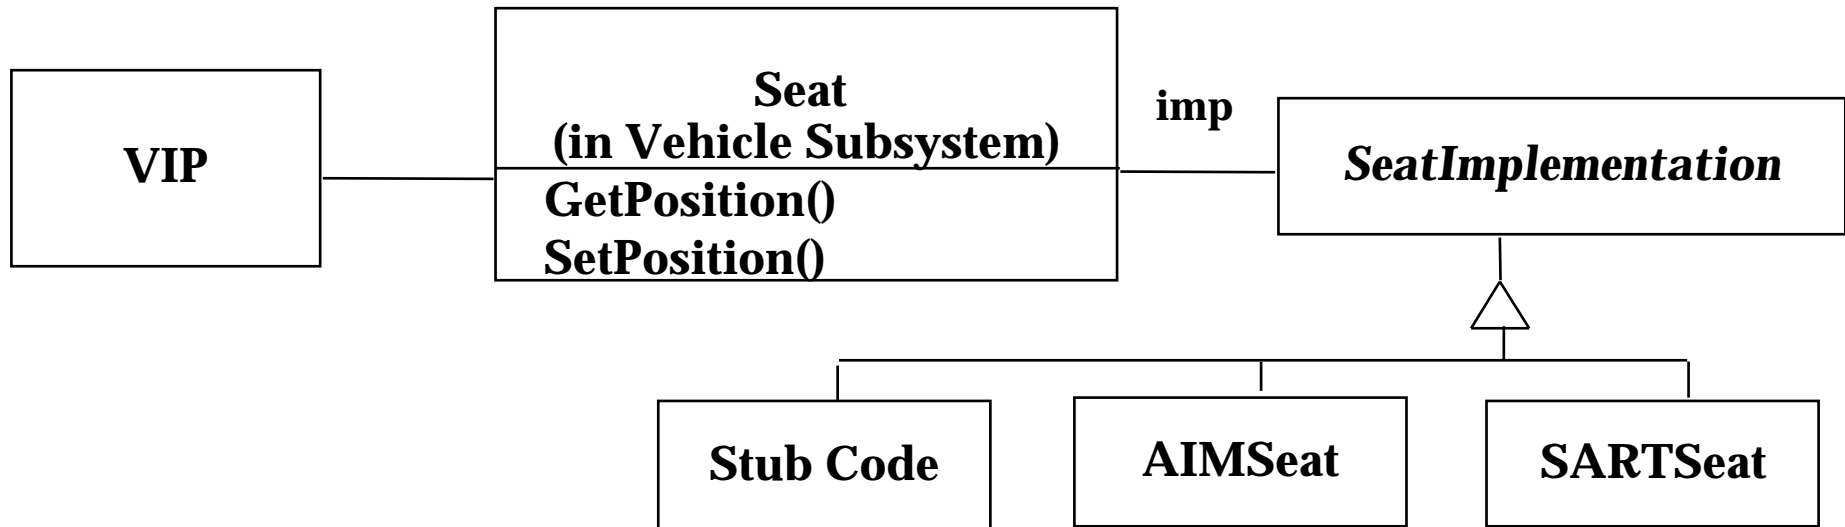 VIP
Seat
(in Vehicle Subsystem)
GetPosition()
SetPosition()
imp
SeatImplementation
Stub Code
AIMSeat
SARTSeat